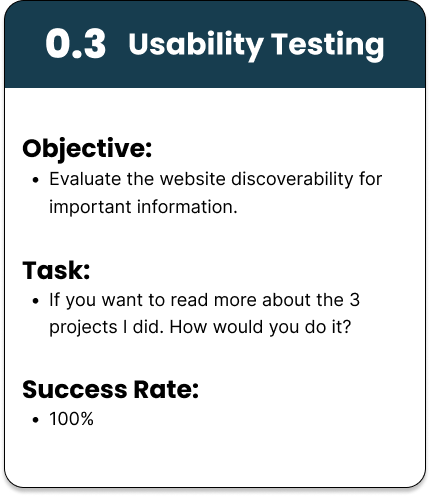 0.3 Usability Testing
Objective:
• Evaluate the website discoverability for
important information.
Task:
• If you want to read more about the 3
projects I did. How would you do it?
Success Rate:
• 100%